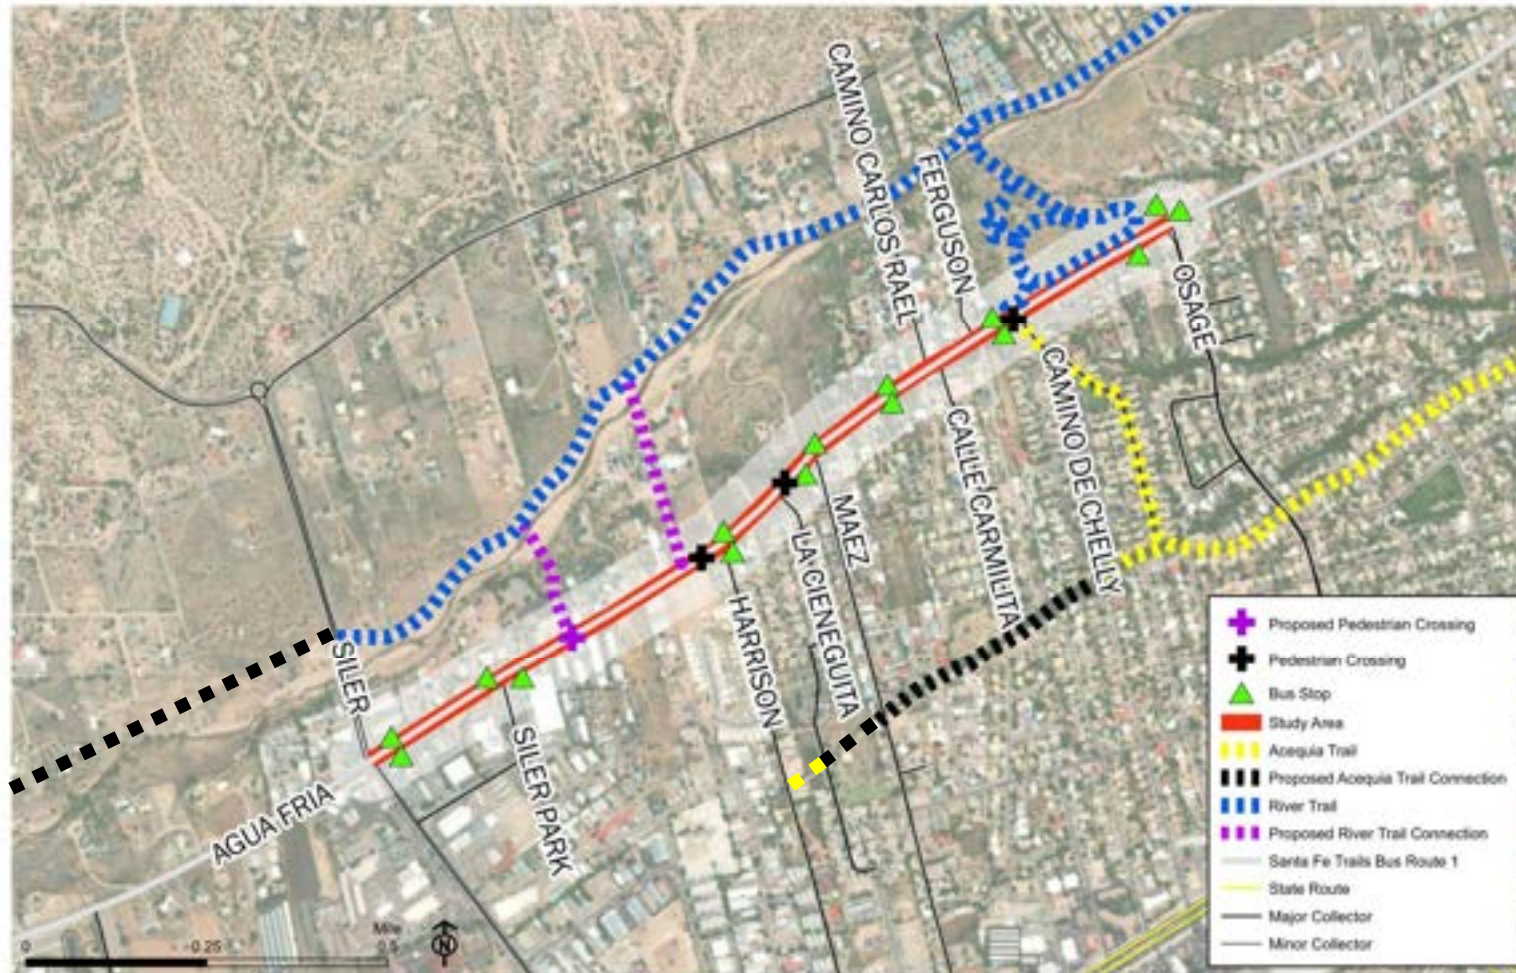 CAMINO CARLOS RAEL
FERGUSON
OSAGE
CAMINO DE CHELLY
CALLE CARMILITA
MAEZ
LA CIENEGUITA
HARRISON
SILER
SILER PARK
AGUA FRIA
Mile
0 0.25 0.5
N
Proposed Pedestrian Crossing
Pedestrian Crossing
Bus Stop
Study Area
Acequia Trail
Proposed Acequia Trail Connection
River Trail
Proposed River Trail Connection
Santa Fe Trails Bus Route 1
State Route
Major Collector
Minor Collector